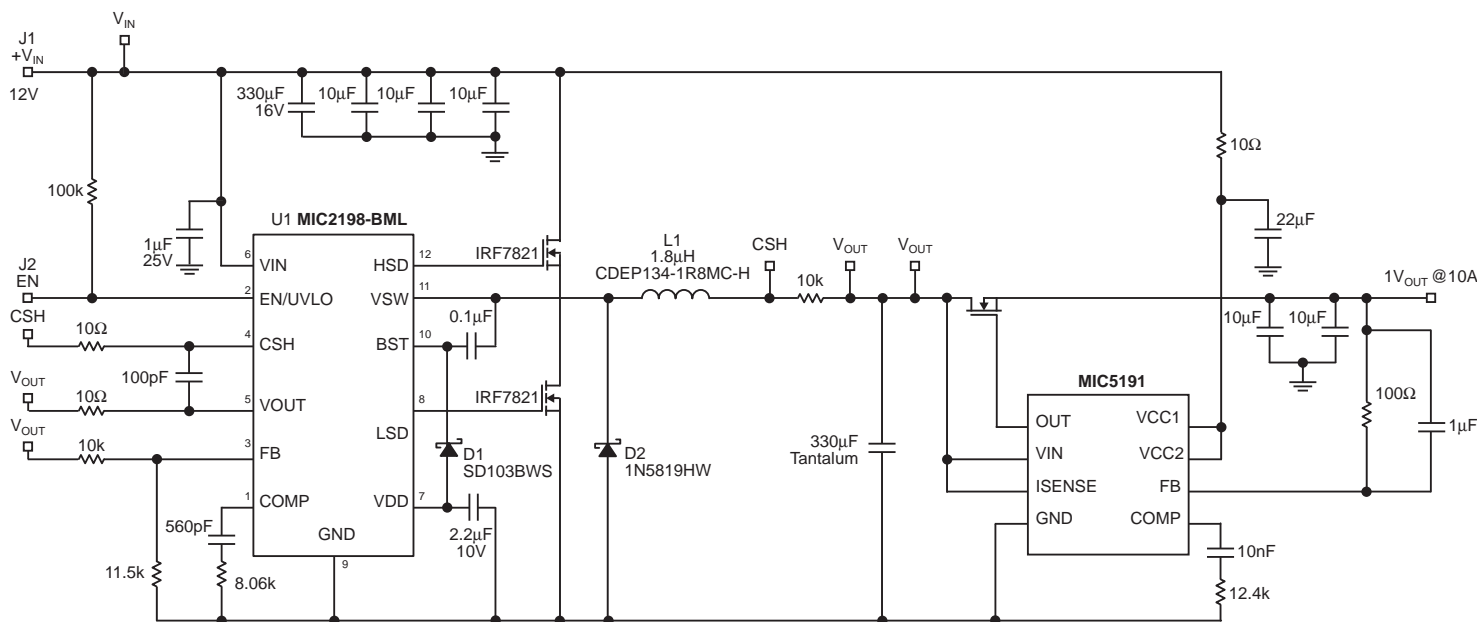 J1
+VIN
12V
VIN
330µF
16V
10µF
10µF
10µF
100k
1µF
25V
J2
EN
CSH
10Ω
100pF
VOUT
10Ω
VOUT
10k
11.5k
560pF
8.06k
U1 MIC2198-BML
6
VIN
2
EN/UVLO
4
CSH
5
VOUT
3
FB
1
COMP
GND
9
HSD
12
VSW
11
BST
10
LSD
8
VDD
7
0.1µF
D1
SD103BWS
2.2µF
10V
IRF7821
IRF7821
D2
1N5819HW
L1
1.8µH
CDEP134-1R8MC-H
CSH
10k
VOUT
VOUT
330µF
Tantalum
10Ω
22µF
1VOUT @10A
10µF
10µF
100Ω
1µF
MIC5191
OUT
VIN
ISENSE
GND
VCC1
VCC2
FB
COMP
10nF
12.4k